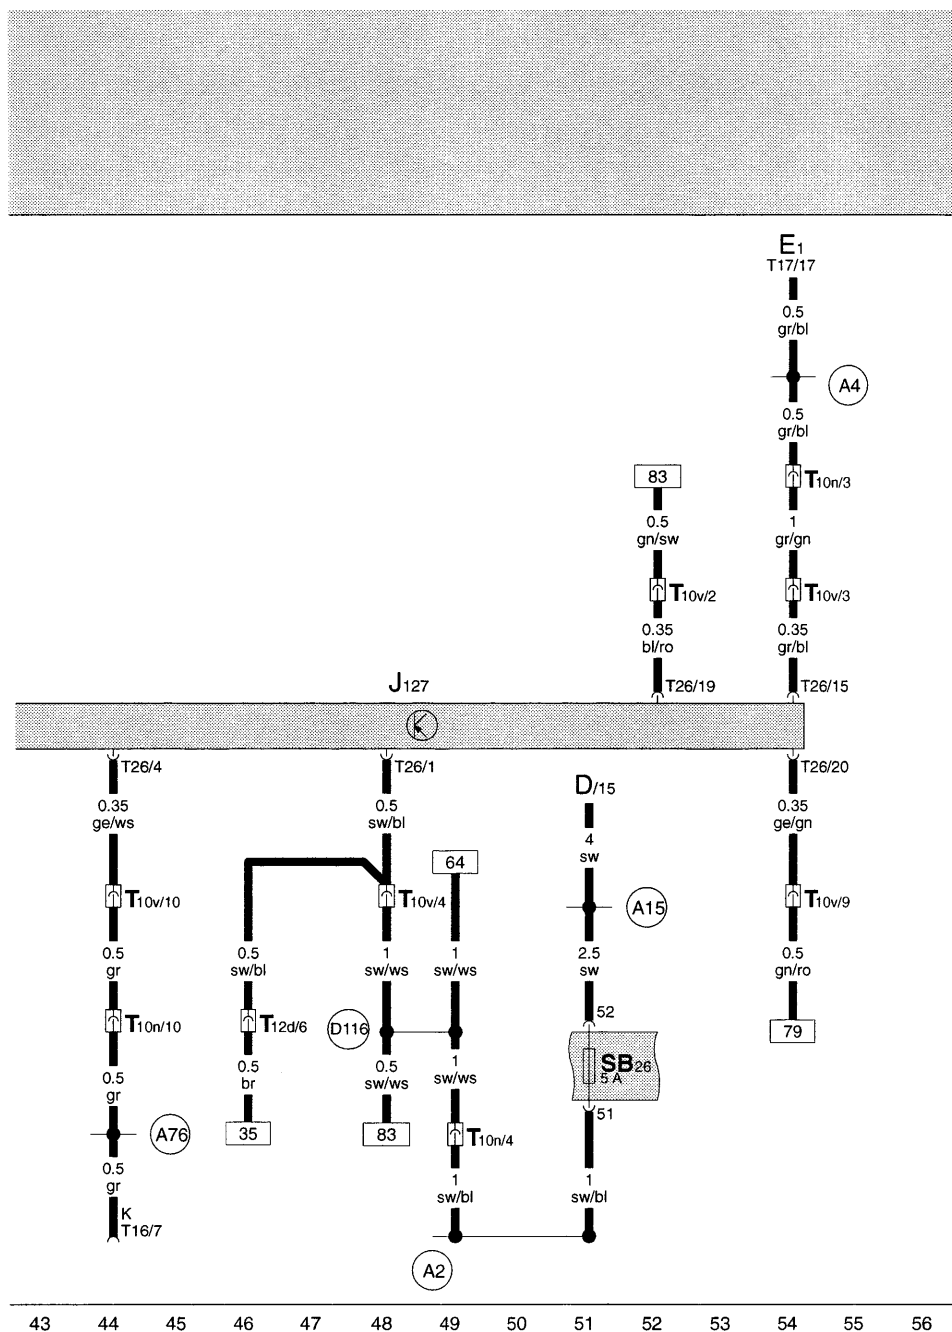 E1
T17/17
0.5
gr/bl
A4
0.5
gr/bl
83
T10n/3
0.5
gn/sw
1
gr/gn
T10v/2
T10v/3
0.35
bl/ro
0.35
gr/bl
J127
T26/19
T26/15
T26/4
T26/1
D/15
T26/20
0.35
ge/ws
0.5
sw/bl
0.35
ge/gn
4
sw
64
T10v/10
T10v/4
A15
T10v/9
0.5
gr
0.5
sw/bl
1
sw/ws
1
sw/ws
2.5
sw
0.5
gn/ro
52
T10n/10
T12d/6
D116
79
SB26
5 A
0.5
gr
0.5
br
0.5
sw/ws
1
sw/ws
51
A76
35
83
T10n/4
0.5
gr
1
sw/bl
1
sw/bl
K
T16/7
A2
43 44 45 46 47 48 49 50 51 52 53 54 55 56